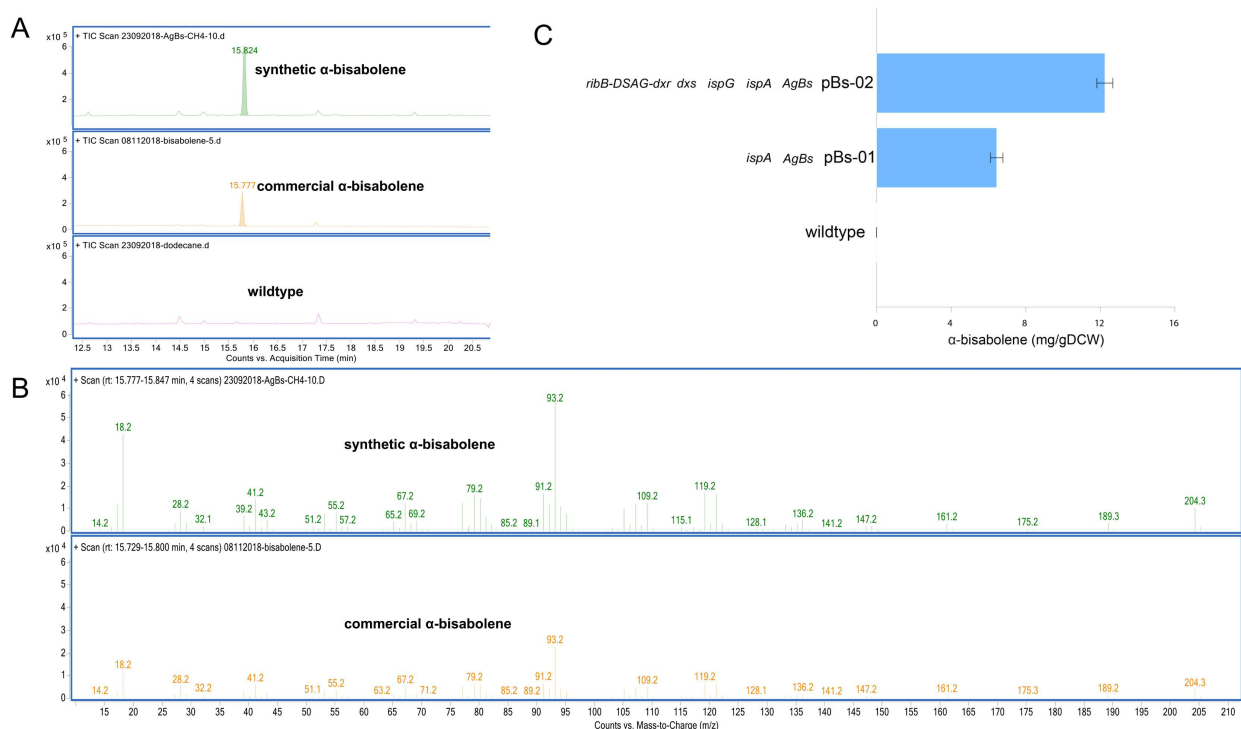 A
+ TIC Scan 23092018-AgBs-CH4-10.d
x10 5
6
4
2
15.824
synthetic α-bisabolene
+ TIC Scan 08112018-bisabolene-5.d
x10 5
6
4
2
0
15.777
commercial α-bisabolene
+ TIC Scan 23092018-dodecane.d
x10 5
6
4
2
0
wildtype
12.5 13 13.5 14 14.5 15 15.5 16 16.5 17 17.5 18 18.5 19 19.5 20 20.5
Counts vs. Acquisition Time (min)
C
ribB-DSAG-dxr dxs ispG ispA AgBs pBs-02
ispA AgBs pBs-01
wildtype
0 4 8 12 16
α-bisabolene (mg/gDCW)
B
+ Scan (rt: 15.777-15.847 min, 4 scans) 23092018-AgBs-CH4-10.D
x10 4
6
5
4
3
2
1
0
synthetic α-bisabolene
14.2 18.2 28.2 32.1 39.2 41.2 43.2 51.2 55.2 57.2 65.2 67.2 69.2 79.2 85.2 89.1 91.2 93.2 109.2 115.1 119.2 128.1 136.2 141.2 147.2 161.2 175.2 189.3 204.3
+ Scan (rt: 15.729-15.800 min, 4 scans) 08112018-bisabolene-5.D
x10 4
6
5
4
3
2
1
0
commercial α-bisabolene
14.2 18.2 28.2 32.2 41.2 51.1 55.2 63.2 67.2 71.2 79.2 85.2 89.2 91.2 93.2 109.2 119.2 128.1 136.2 141.2 147.2 161.2 175.3 189.2 204.3
15 20 25 30 35 40 45 50 55 60 65 70 75 80 85 90 95 100 105 110 115 120 125 130 135 140 145 150 155 160 165 170 175 180 185 190 195 200 205 210
Counts vs. Mass-to-Charge (m/z)